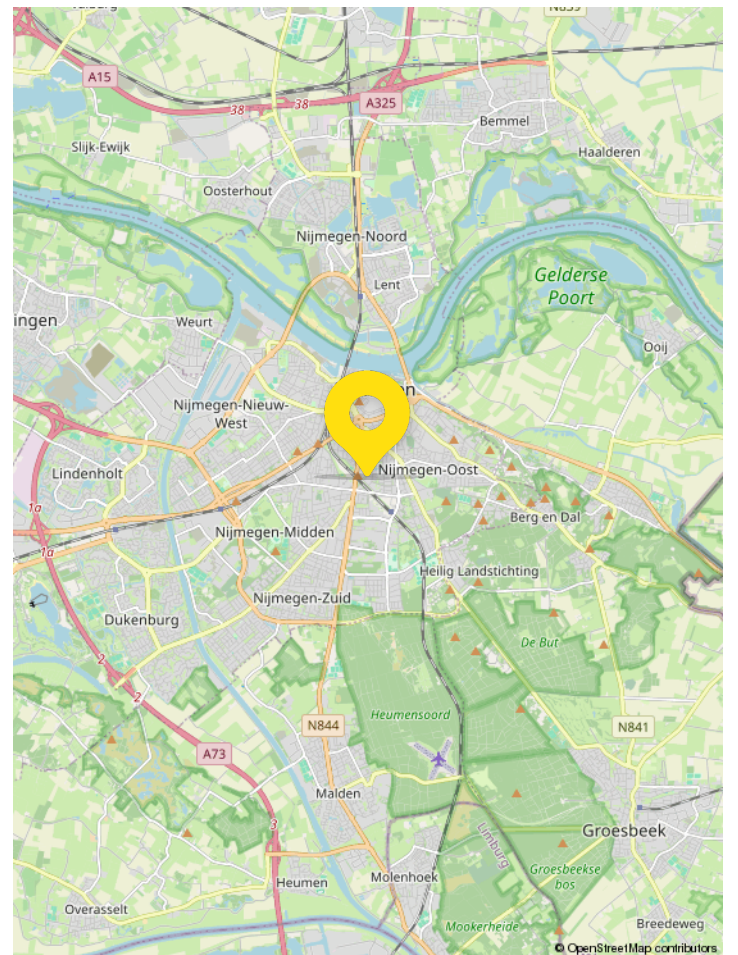 N839
A15
38
38
A325
Bemmel
Slijk-Ewijk
Haalderen
Oosterhout
Nijmegen-Noord
Gelderse
Poort
Lent
ingen
Weurt
Ooij
en
Nijmegen-Nieuw-
West
Lindenholt
Nijmegen-Oost
1a
Berg en Dal
Nijmegen-Midden
1a
Heilig Landstichting
Nijmegen-Zuid
Dukenburg
De But
2
2
Heumensoord
N844
N841
A73
Malden
3
Limburg
Groesbeek
Groesbeekse
bos
Molenhoek
Heumen
Overasselt
Mookerheide
Breedeweg
© OpenStreetMap contributors